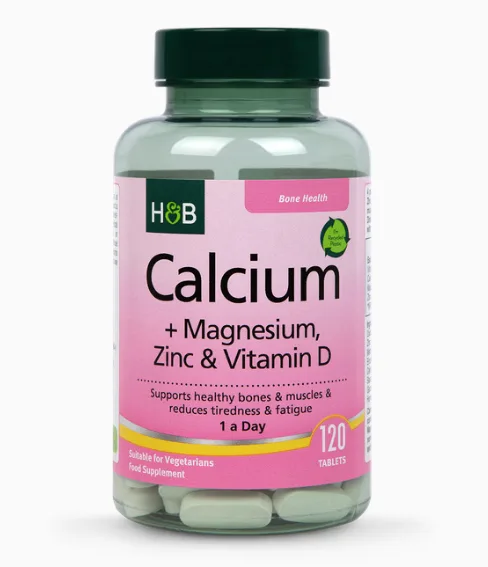 H&B
Bone Health
Calcium
+ Magnesium,
Zinc & Vitamin D
Supports healthy bones & muscles &
reduces tiredness & fatigue
1 a Day
120
TABLETS
Suitable for Vegetarians
Food Supplement